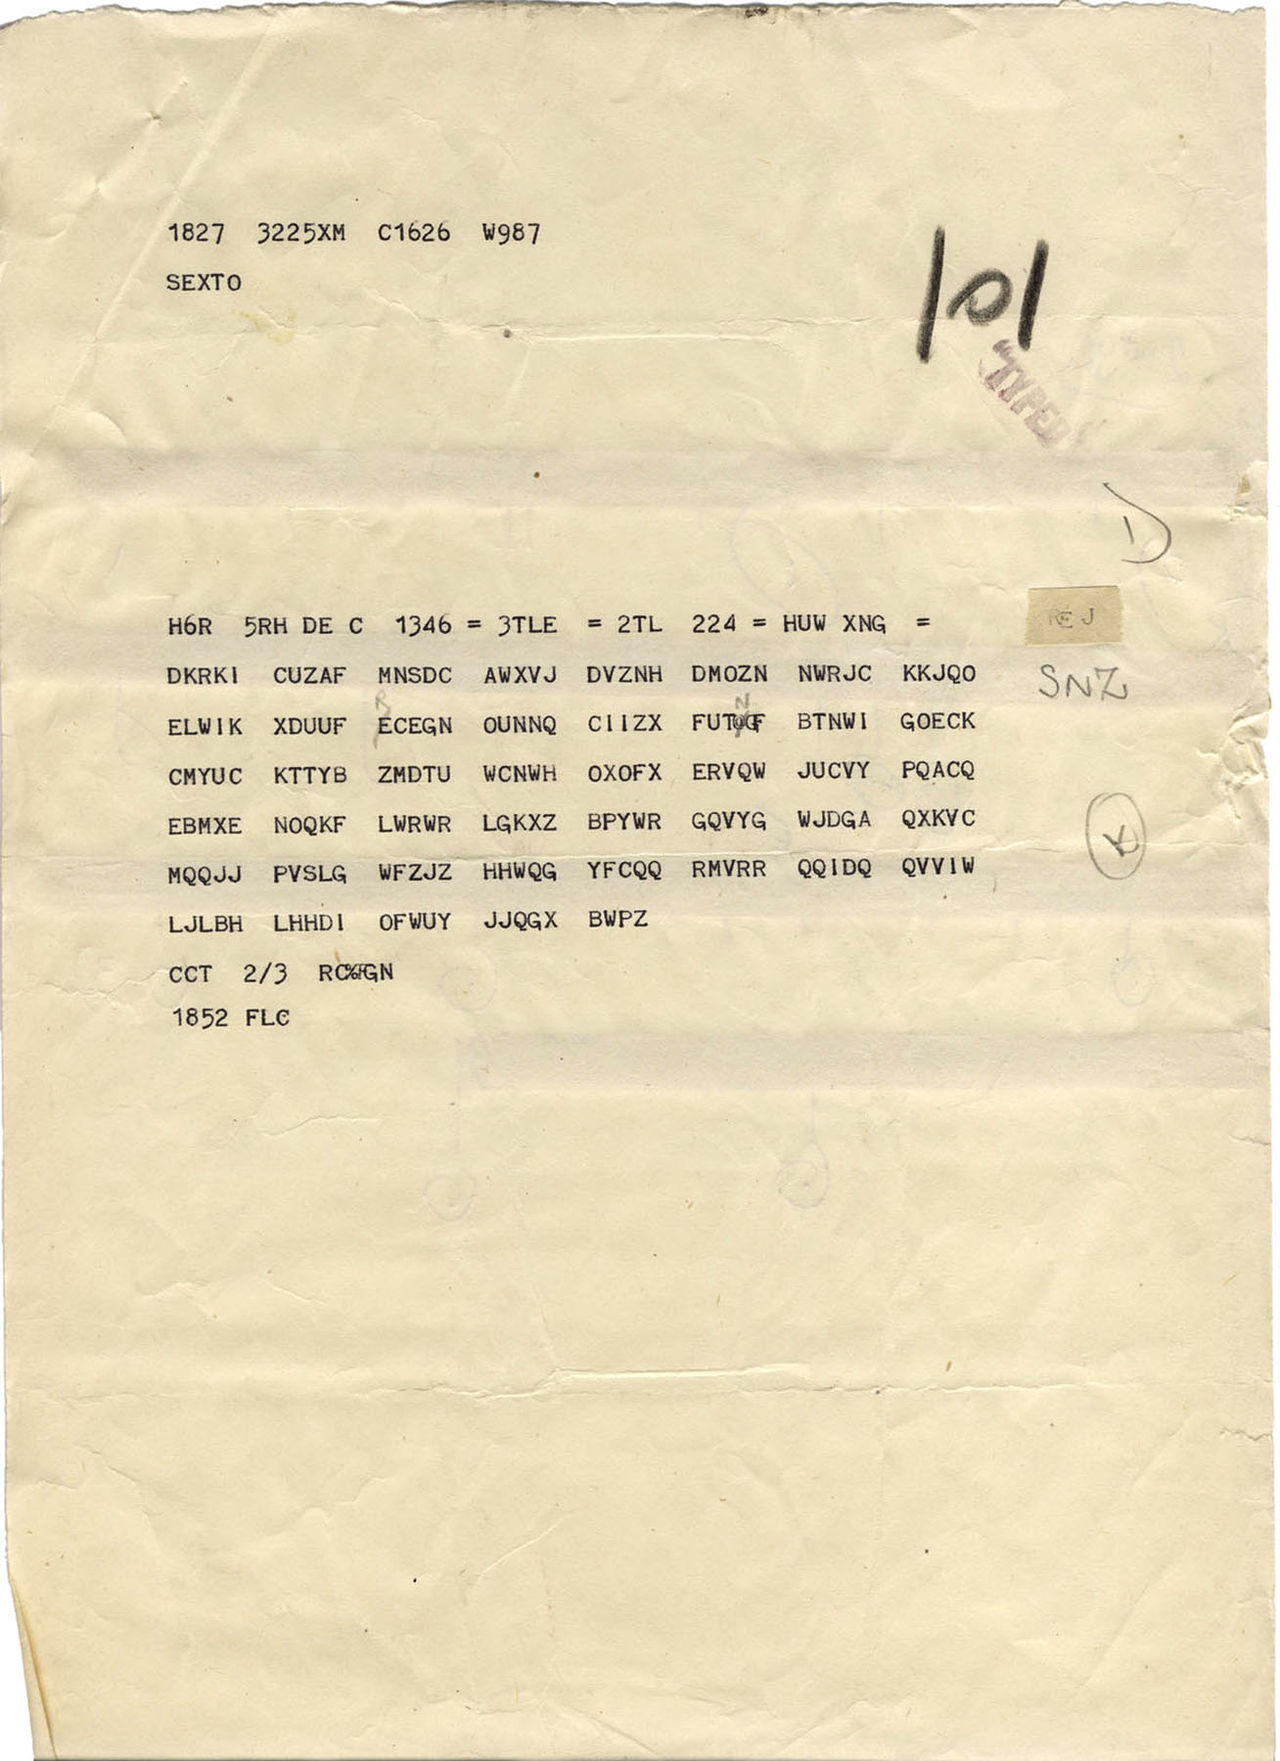 1827 3225XM C1626 W987
SEXTO
101
"TYPED"
D
H6R 5RH DE C 1346 = 3TLE = 2TL 224 = HUW XNG =
REJ
DKRKI CUZAF MNSDC AWXVJ DVZNH DMOZN NWRJC KKJQO
SNZ
ELWIK XDUUF ECEGN OUNNQ CIIZX BTNWI GOECK
CMYUC KTTYB ZMDTU WCNWH OXOFX ERVQW JUCVY PQACQ
EBMXE NOQKF LWRWR LGKXZ BPYWR GQVYG WJDGA QXKVC
K
MQQJJ PVSLG WFZJZ HHWQG YFCQQ RMVRR QQIDQ QVVIW
LJLBH LHHDI OFWUY JJQGX BWPZ
CCT 2/3
1852 FLC